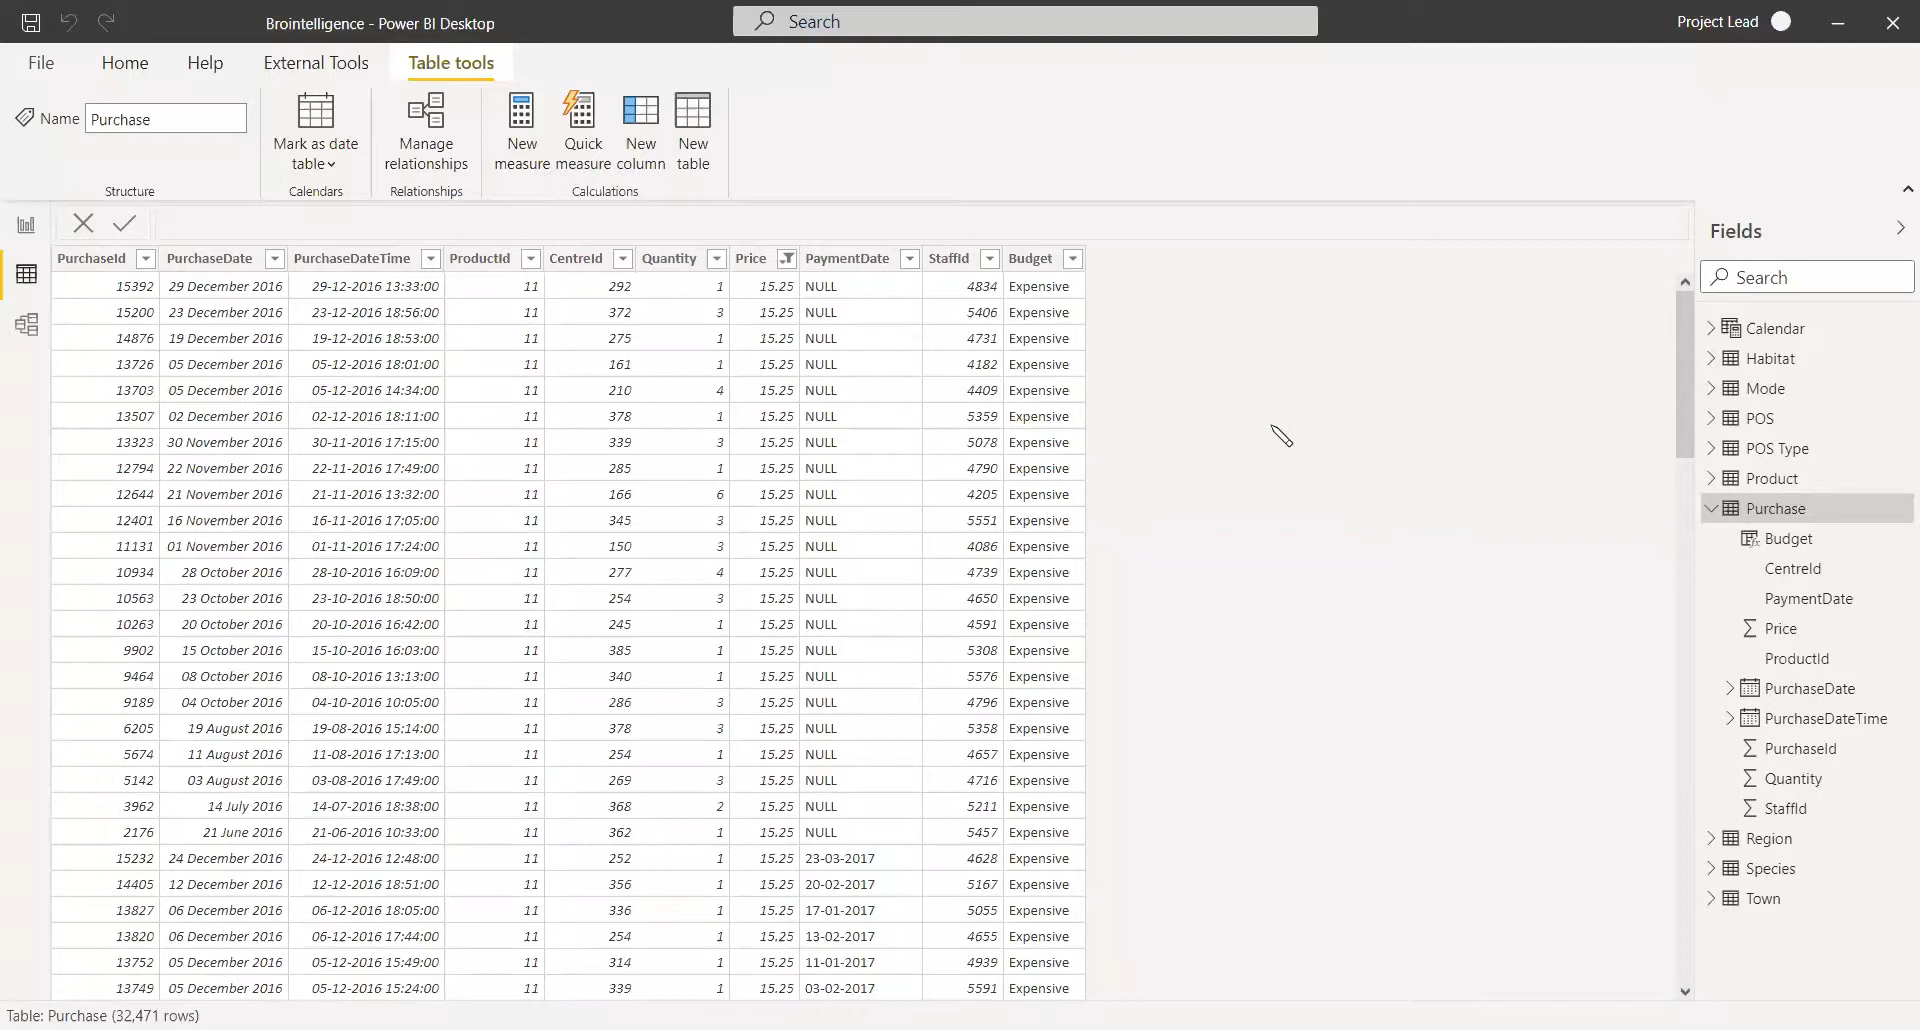 Brointelligence - Power BI Desktop
Search
Project Lead
File Home Help External Tools Table tools
Name Purchase
Mark as date table
Manage relationships
New measure
Quick measure
New column
New table
Structure Calendars Relationships Calculations
PurchaseId PurchaseDate PurchaseDateTime ProductId CentreId Quantity Price PaymentDate StaffId Budget
15392 29 December 2016 29-12-2016 13:33:00 11 292 1 15.25 NULL 4834 Expensive
15200 23 December 2016 23-12-2016 18:56:00 11 372 3 15.25 NULL 5406 Expensive
14876 19 December 2016 19-12-2016 18:53:00 11 275 1 15.25 NULL 4731 Expensive
13726 05 December 2016 05-12-2016 18:01:00 11 161 1 15.25 NULL 4182 Expensive
13703 05 December 2016 05-12-2016 14:34:00 11 210 4 15.25 NULL 4409 Expensive
13507 02 December 2016 02-12-2016 18:11:00 11 378 1 15.25 NULL 5359 Expensive
13323 30 November 2016 30-11-2016 17:15:00 11 339 3 15.25 NULL 5078 Expensive
12794 22 November 2016 22-11-2016 17:49:00 11 285 1 15.25 NULL 4790 Expensive
12644 21 November 2016 21-11-2016 13:32:00 11 166 6 15.25 NULL 4205 Expensive
12401 16 November 2016 16-11-2016 17:05:00 11 345 3 15.25 NULL 5551 Expensive
11131 01 November 2016 01-11-2016 17:24:00 11 150 3 15.25 NULL 4086 Expensive
10934 28 October 2016 28-10-2016 16:09:00 11 277 4 15.25 NULL 4739 Expensive
10563 23 October 2016 23-10-2016 18:50:00 11 254 3 15.25 NULL 4650 Expensive
10263 20 October 2016 20-10-2016 16:42:00 11 245 1 15.25 NULL 4591 Expensive
9902 15 October 2016 15-10-2016 16:03:00 11 385 1 15.25 NULL 5308 Expensive
9464 08 October 2016 08-10-2016 13:13:00 11 340 1 15.25 NULL 5576 Expensive
9189 04 October 2016 04-10-2016 10:05:00 11 286 3 15.25 NULL 4796 Expensive
6205 19 August 2016 19-08-2016 15:14:00 11 378 3 15.25 NULL 5358 Expensive
5674 11 August 2016 11-08-2016 17:13:00 11 254 1 15.25 NULL 4657 Expensive
5142 03 August 2016 03-08-2016 17:49:00 11 269 3 15.25 NULL 4716 Expensive
3962 14 July 2016 14-07-2016 18:38:00 11 368 2 15.25 NULL 5211 Expensive
2176 21 June 2016 21-06-2016 10:33:00 11 362 1 15.25 NULL 5457 Expensive
15232 24 December 2016 24-12-2016 12:48:00 11 252 1 15.25 23-03-2017 4628 Expensive
14405 12 December 2016 12-12-2016 18:51:00 11 356 1 15.25 20-02-2017 5167 Expensive
13827 06 December 2016 06-12-2016 18:05:00 11 336 1 15.25 17-01-2017 5055 Expensive
13820 06 December 2016 06-12-2016 17:44:00 11 254 1 15.25 13-02-2017 4655 Expensive
13752 05 December 2016 05-12-2016 15:49:00 11 314 1 15.25 11-01-2017 4939 Expensive
13749 05 December 2016 05-12-2016 15:24:00 11 339 1 15.25 03-02-2017 5591 Expensive
Fields
Search
Calendar
Habitat
Mode
POS
POS Type
Product
Purchase
Budget
CentreId
PaymentDate
Price
ProductId
PurchaseDate
PurchaseDateTime
PurchaseId
Quantity
StaffId
Region
Species
Town
Table: Purchase (32,471 rows)